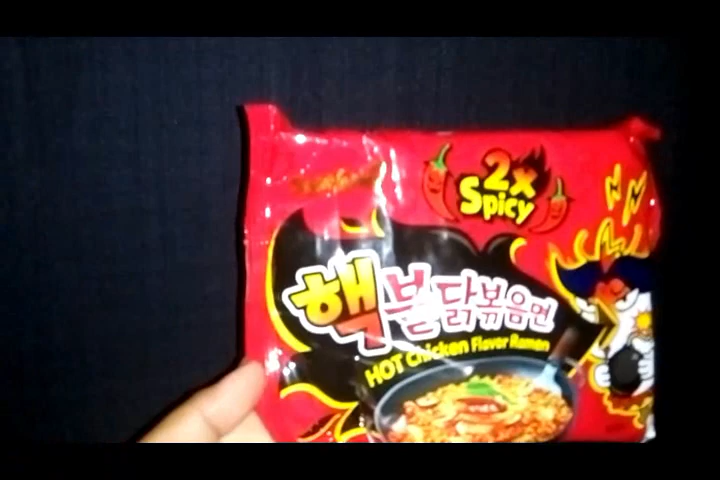 2x
Spicy
핵불닭볶음면
HOT Chicken Flavor Ramen